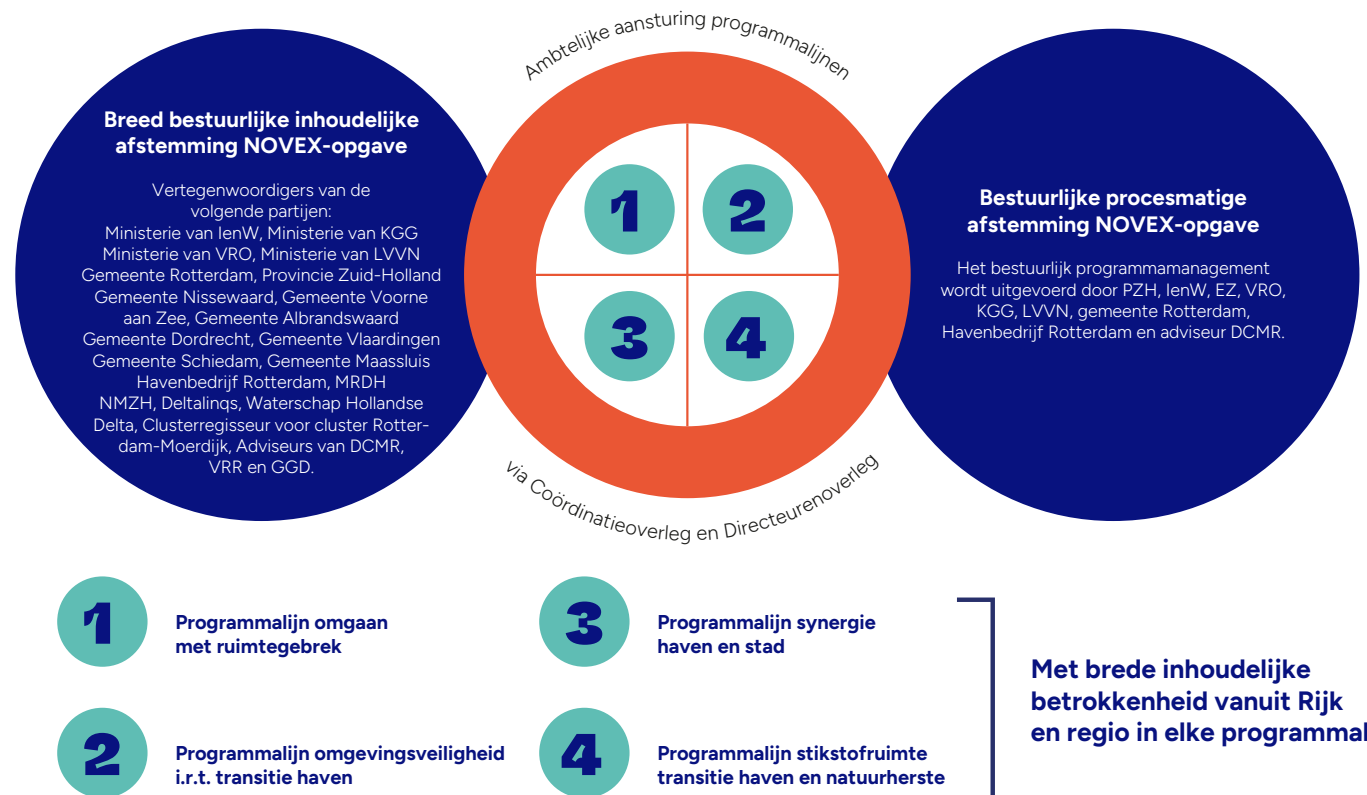 Ambtelijke aansturing programmalijnen
Breed bestuurlijke inhoudelijke
afstemming NOVEX-opgave
Vertegenwoordigers van de
volgende partijen:
Ministerie van IenW, Ministerie van KGG
Ministerie van VRO, Ministerie van LVVN
Gemeente Rotterdam, Provincie Zuid-Holland
Gemeente Nissewaard, Gemeente Voorne
aan Zee, Gemeente Albrandswaard
Gemeente Dordrecht, Gemeente Vlaardingen
Gemeente Schiedam, Gemeente Maassluis
Havenbedrijf Rotterdam, MRDH
NMZH, Deltalinqs, Waterschap Hollandse
Delta, Clusterregisseur voor cluster Rotter-
dam-Moerdijk, Adviseurs van DCMR,
VRR en GGD.
1
2
3
4
Bestuurlijke procesmatige
afstemming NOVEX-opgave
Het bestuurlijk programmamanagement
wordt uitgevoerd door PZH, IenW, EZ, VRO,
KGG, LVVN, gemeente Rotterdam,
Havenbedrijf Rotterdam en adviseur DCMR.
via Coördinatieoverleg en Directeurenoverleg
1
Programmalijn omgaan
met ruimtegebrek
2
Programmalijn omgevingsveiligheid
i.r.t. transitie haven
3
Programmalijn synergie
haven en stad
4
Programmalijn stikstofruimte
transitie haven en natuurherste
Met brede inhoudelijke
betrokkenheid vanuit Rijk
en regio in elke programmal